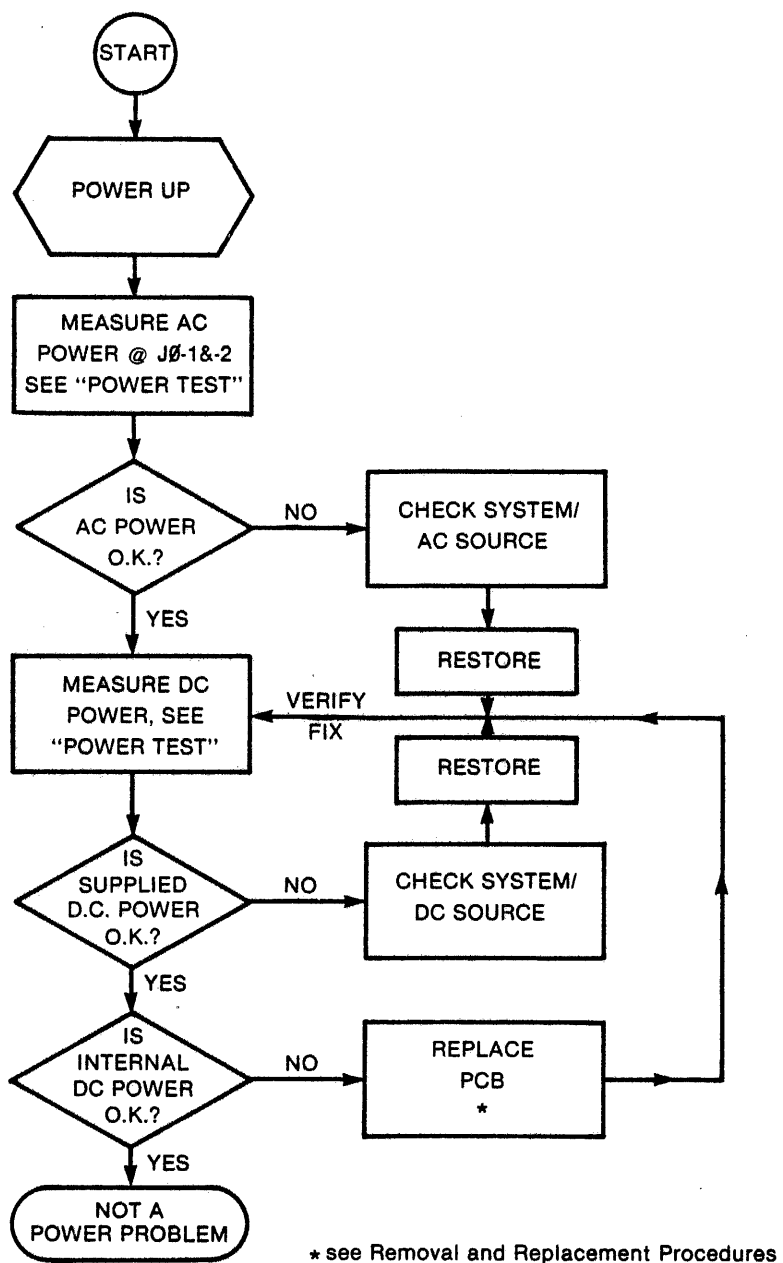 START
POWER UP
MEASURE AC
POWER @ JØ-1&-2
SEE “POWER TEST”
IS
AC POWER
O.K.?
NO
CHECK SYSTEM/
AC SOURCE
YES
RESTORE
MEASURE DC
POWER, SEE
“POWER TEST”
VERIFY
FIX
RESTORE
IS
SUPPLIED
D.C. POWER
O.K.?
NO
CHECK SYSTEM/
DC SOURCE
YES
IS
INTERNAL
DC POWER
O.K.?
NO
REPLACE
PCB
*
YES
NOT A
POWER PROBLEM
* see Removal and Replacement Procedures